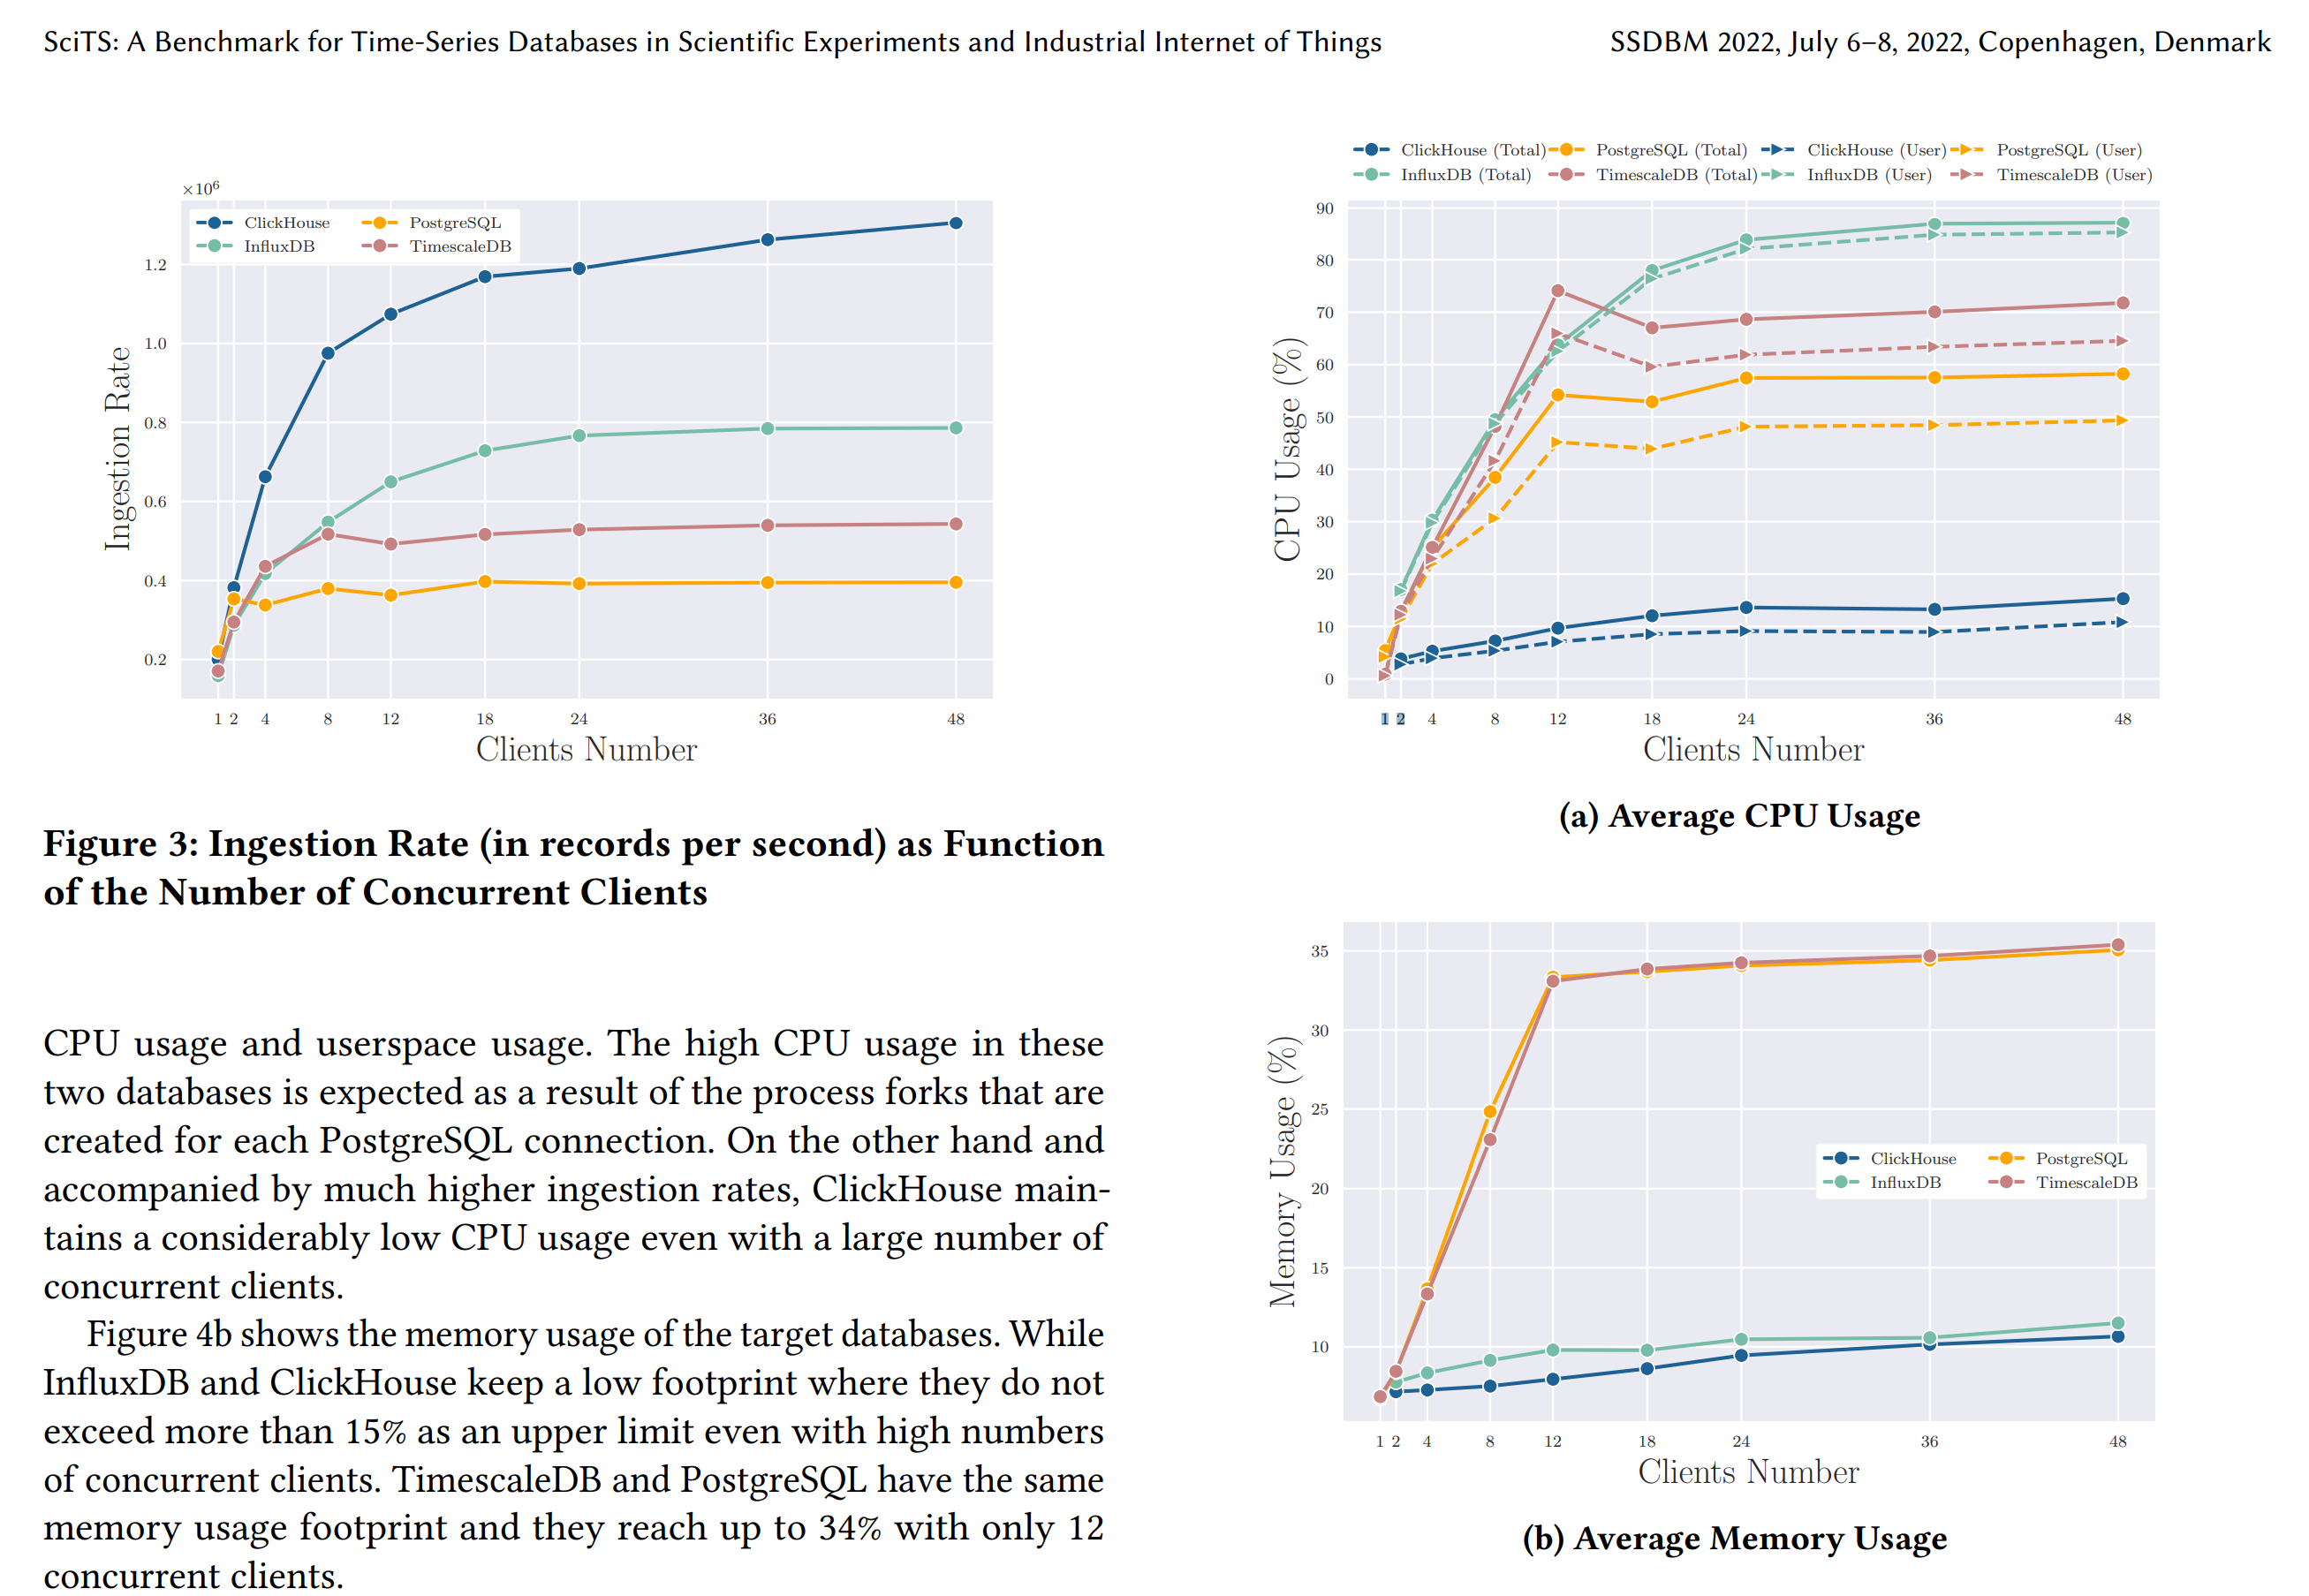 SciTS: A Benchmark for Time-Series Databases in Scientific Experiments and Industrial Internet of Things
SSDBM 2022, July 6–8, 2022, Copenhagen, Denmark
×10⁶
ClickHouse
PostgreSQL
InfluxDB
TimescaleDB
1.2
1.0
0.8
0.6
0.4
0.2
Ingestion Rate
1 2 4 8 12 18 24 36 48
Clients Number
Figure 3: Ingestion Rate (in records per second) as Function
of the Number of Concurrent Clients
CPU usage and userspace usage. The high CPU usage in these
two databases is expected as a result of the process forks that are
created for each PostgreSQL connection. On the other hand and
accompanied by much higher ingestion rates, ClickHouse main-
tains a considerably low CPU usage even with a large number of
concurrent clients.
Figure 4b shows the memory usage of the target databases. While
InfluxDB and ClickHouse keep a low footprint where they do not
exceed more than 15% as an upper limit even with high numbers
of concurrent clients. TimescaleDB and PostgreSQL have the same
memory usage footprint and they reach up to 34% with only 12
concurrent clients.
ClickHouse (Total) PostgreSQL (Total) ClickHouse (User) PostgreSQL (User)
InfluxDB (Total) TimescaleDB (Total) InfluxDB (User) TimescaleDB (User)
90
80
70
60
50
40
30
20
10
0
CPU Usage (%)
1 2 4 8 12 18 24 36 48
Clients Number
(a) Average CPU Usage
35
30
25
20
15
10
Memory Usage (%)
ClickHouse
PostgreSQL
InfluxDB
TimescaleDB
1 2 4 8 12 18 24 36 48
Clients Number
(b) Average Memory Usage